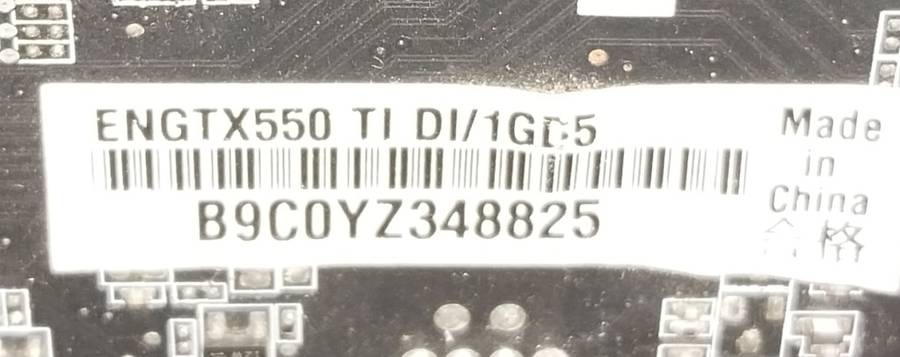 ENGTX550 TI DI/1GD5
B9C0YZ348825
Made
in
China
合格